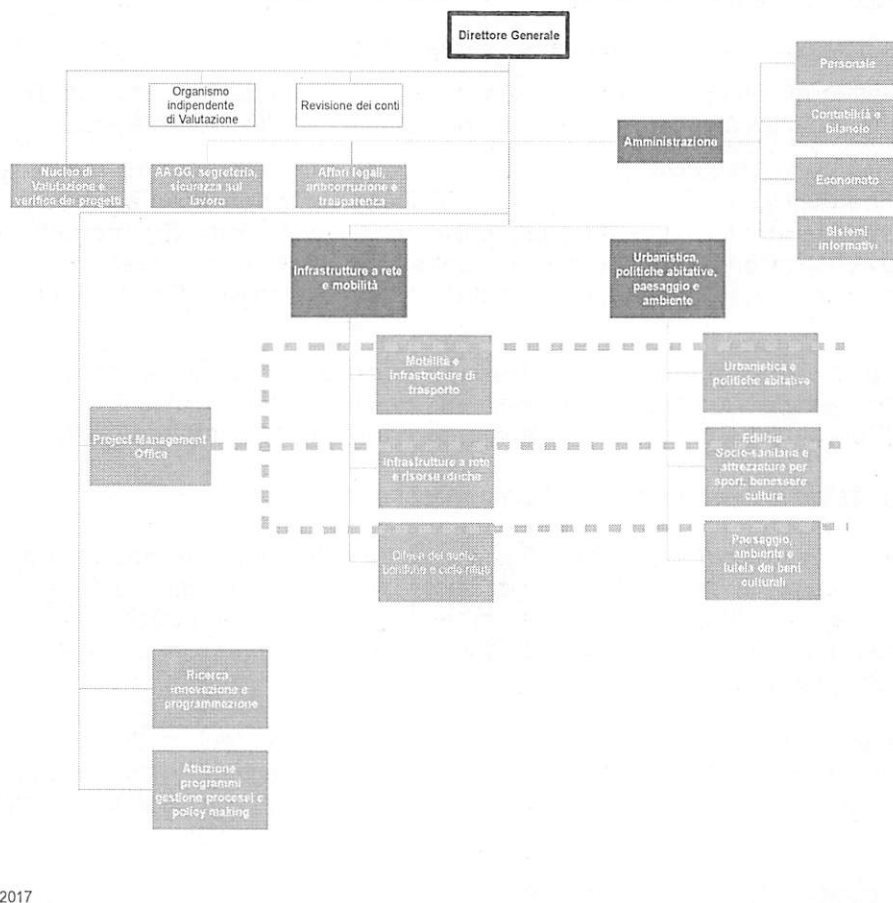 Direttore Generale
Personale
Organismo
indipendente
di Valutazione
Revisione dei conti
Contabilità e
bilancio
Amministrazione
Nucleo di
Valutazione e
verifica dei progetti
AA GG, segreteria,
sicurezza sul
lavoro
Affari legali,
anticorruzione e
trasparenza
Economato
Sistemi
informativi
Infrastrutture a rete
e mobilità
Urbanistica,
politiche abitative,
paesaggio e
ambiente
Mobilità e
infrastrutture di
trasporto
Urbanistica e
politiche abitative
Project Management
Office
Infrastrutture a rete
e risorse idriche
Edilizia
Socio-sanitaria e
attrezzature per
sport, benessere
cultura
Difesa del suolo,
bonifiche e ciclo rifiuti
Paesaggio,
ambiente e
tutela dei beni
culturali
Ricerca,
innovazione e
programmazione
Attuzione
programmi
gestione processi e
policy making
2017